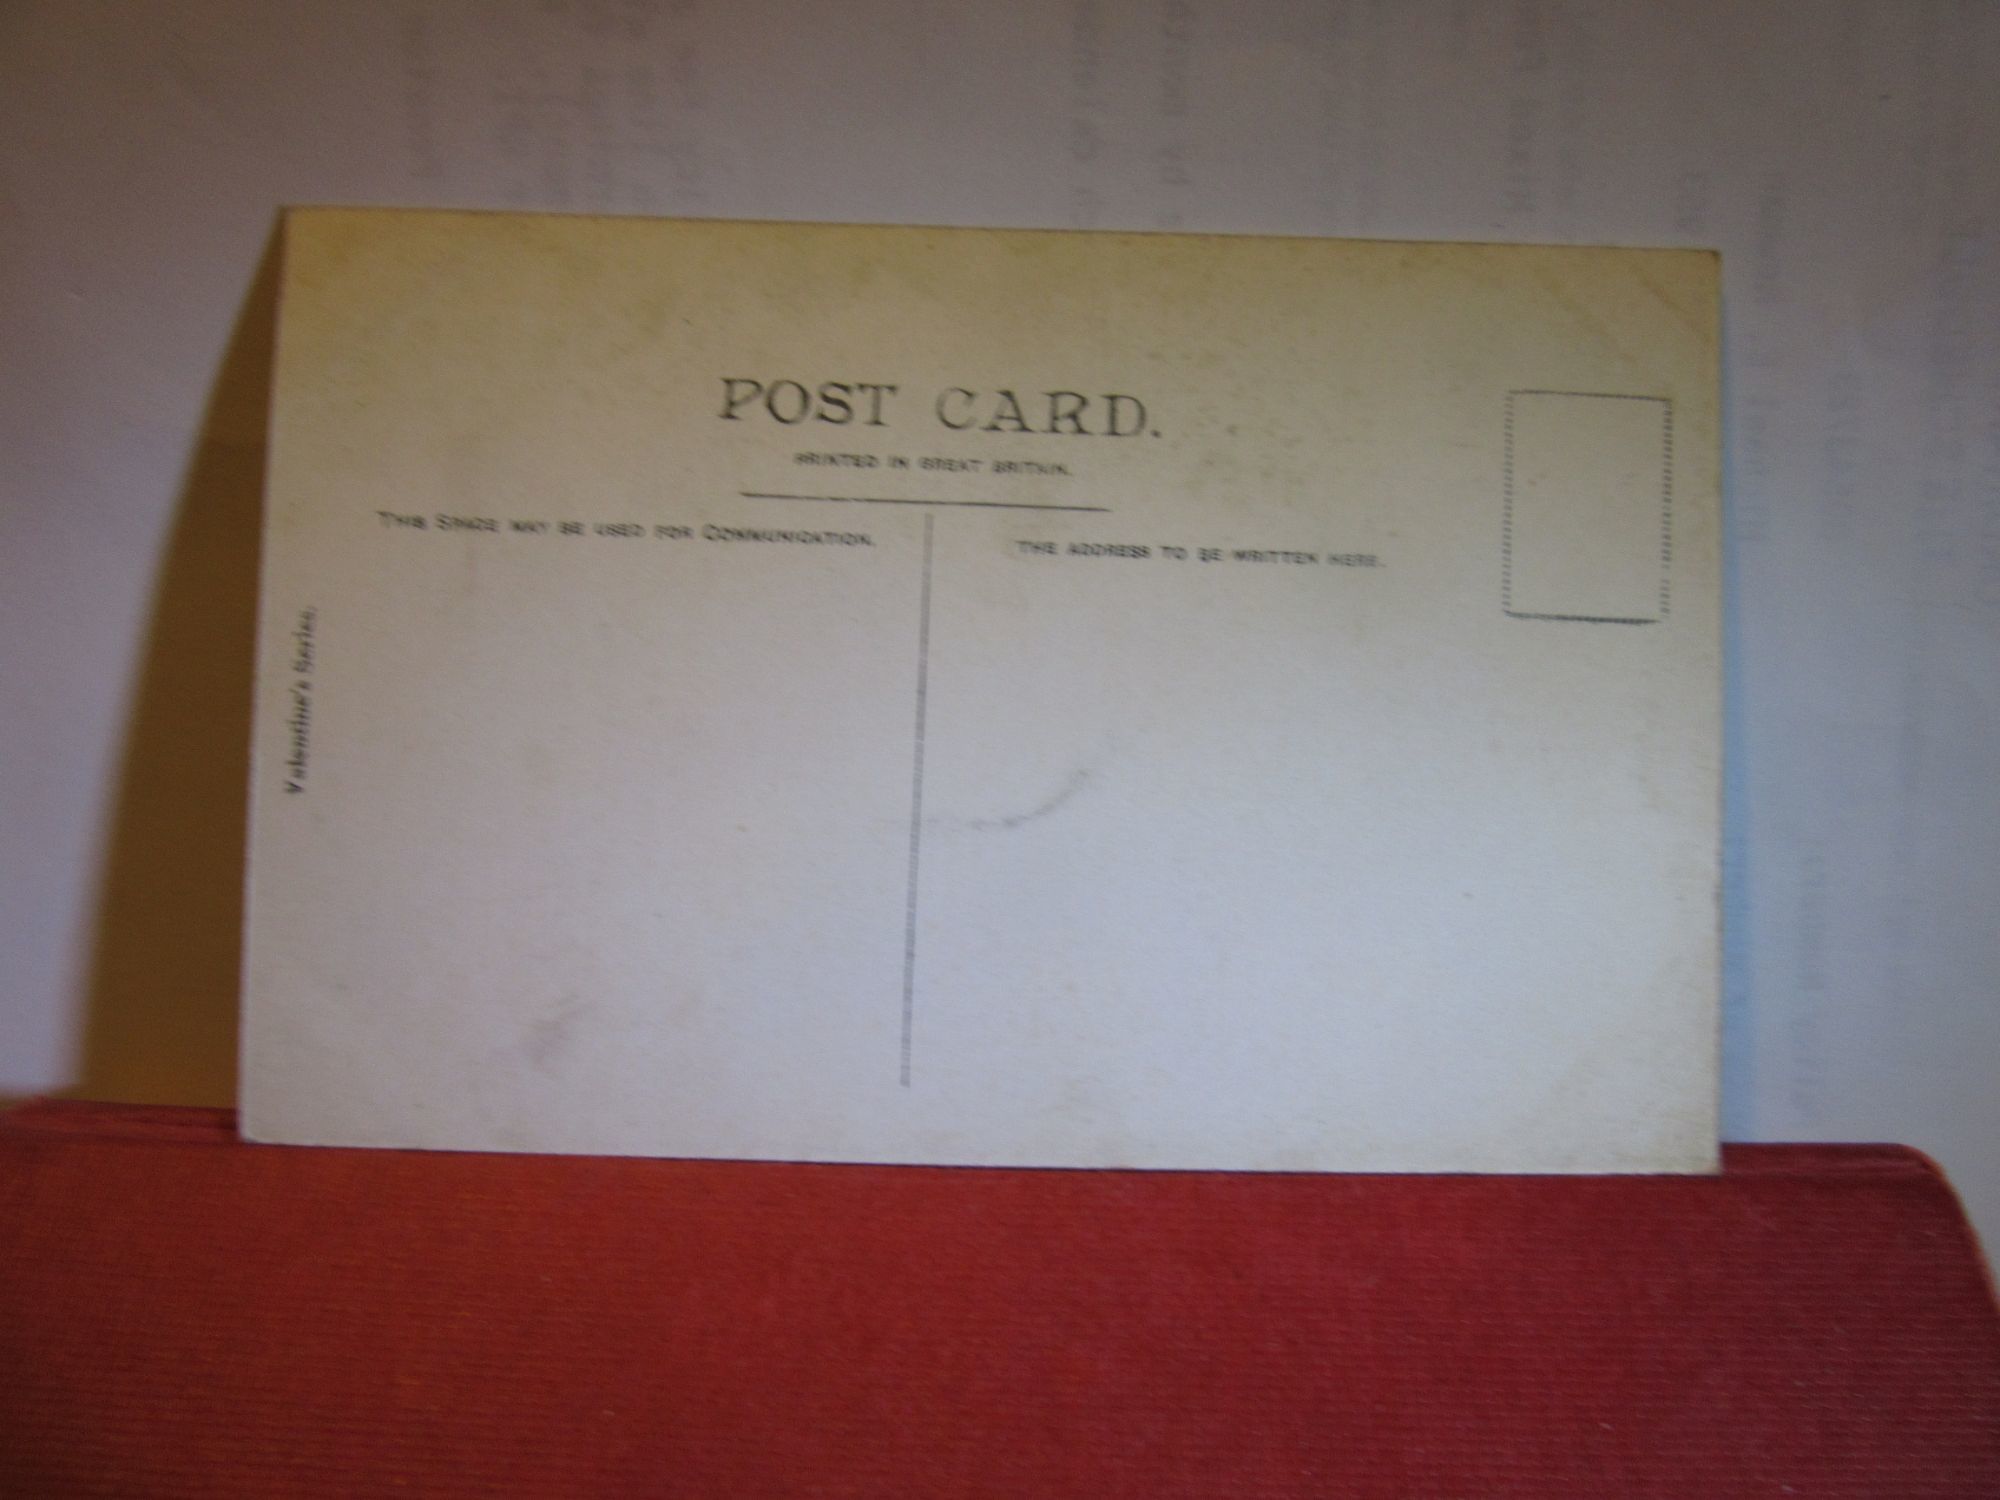 POST CARD.
PRINTED IN GREAT BRITAIN.
THIS SPACE MAY BE USED FOR COMMUNICATION.
THE ADDRESS TO BE WRITTEN HERE.
Valentine's Series.